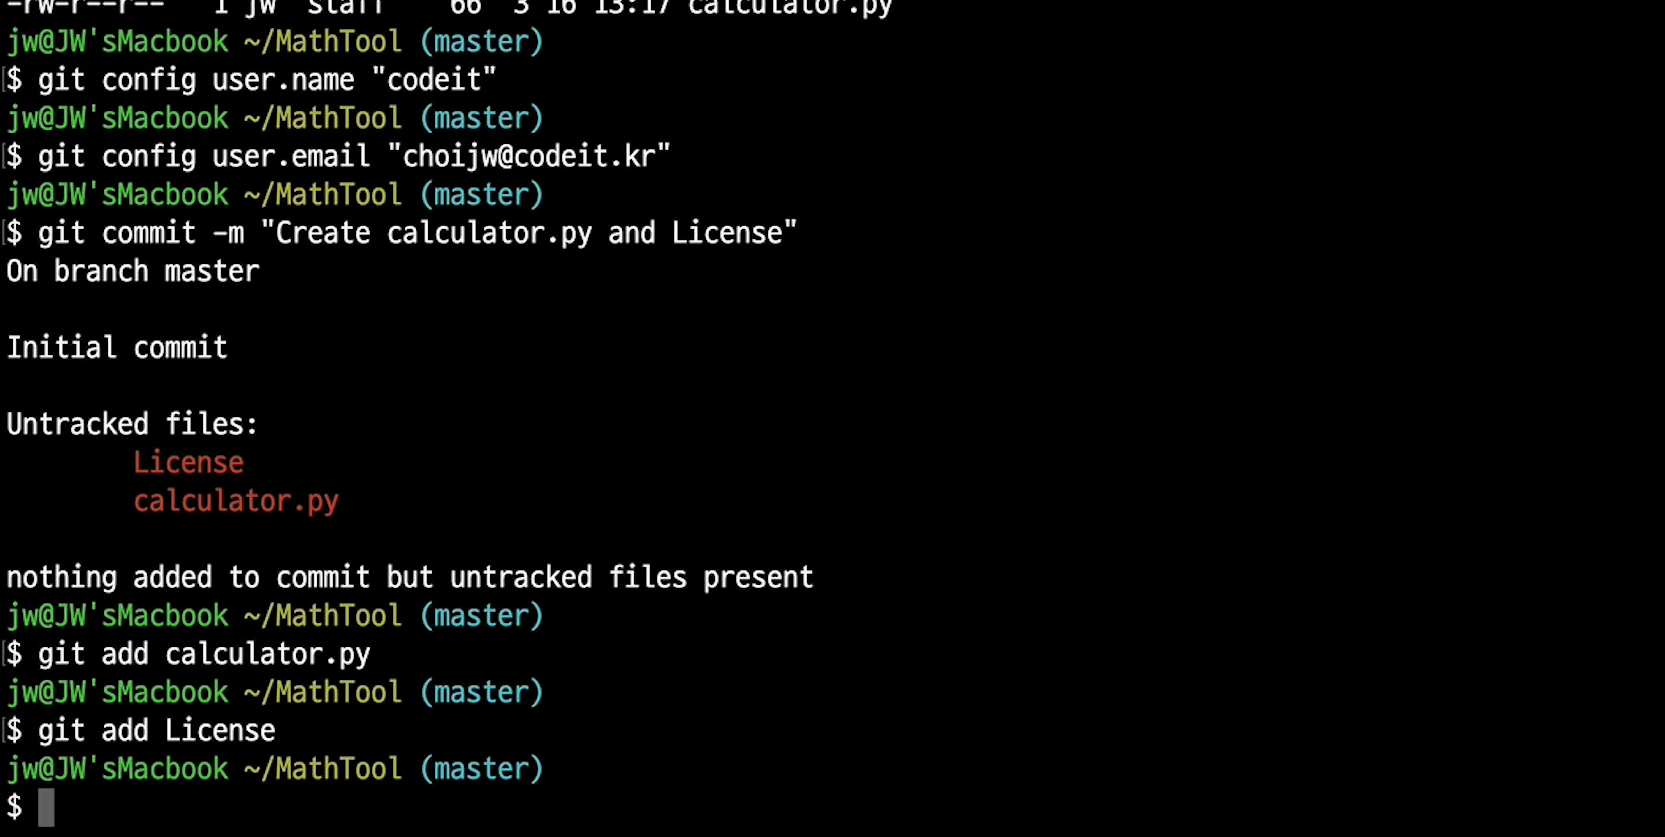 -rw-r--r-- 1 jw staff 66 3 16 13:17 calculator.py
jw@JW'sMacbook ~/MathTool (master)
$ git config user.name "codeit"
jw@JW'sMacbook ~/MathTool (master)
$ git config user.email "choijw@codeit.kr"
jw@JW'sMacbook ~/MathTool (master)
$ git commit -m "Create calculator.py and License"
On branch master
Initial commit
Untracked files:
License
calculator.py
nothing added to commit but untracked files present
jw@JW'sMacbook ~/MathTool (master)
$ git add calculator.py
jw@JW'sMacbook ~/MathTool (master)
$ git add License
jw@JW'sMacbook ~/MathTool (master)
$